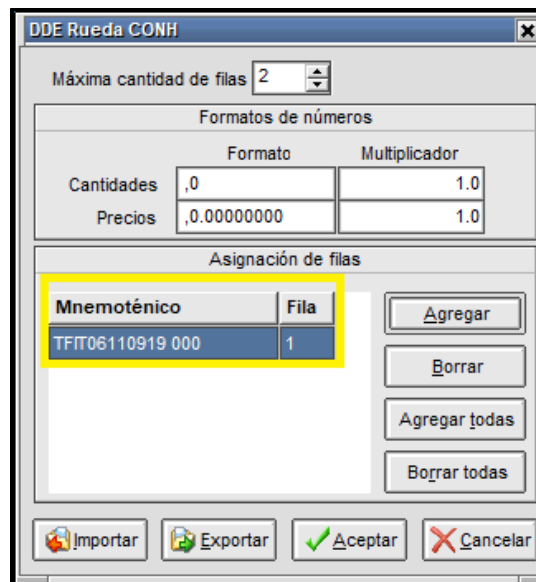 DDE Rueda CONH
Máxima cantidad de filas 2
Formatos de números
Formato Multiplicador
Cantidades ,0 1.0
Precios ,0.00000000 1.0
Asignación de filas
Mnemoténico Fila
TFIT06110919 000 1
Agregar
Borrar
Agregar todas
Borrar todas
Importar Exportar Aceptar Cancelar